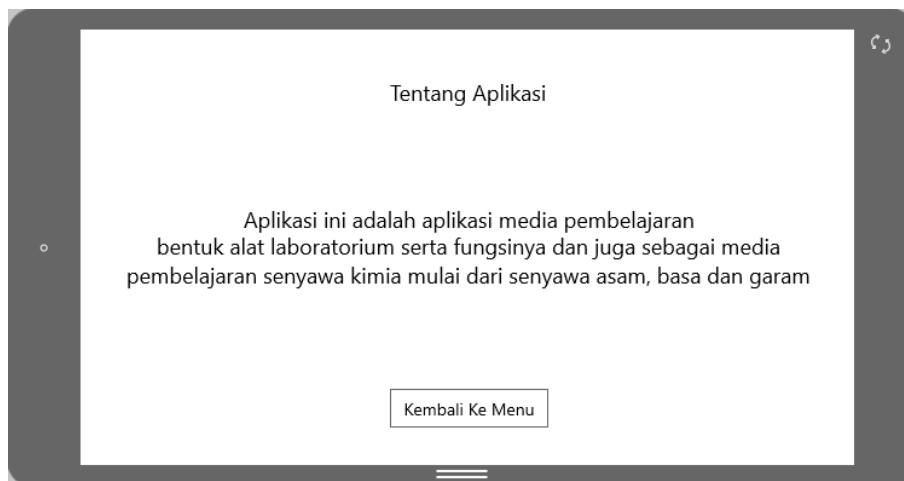 Tentang Aplikasi
Aplikasi ini adalah aplikasi media pembelajaran
bentuk alat laboratorium serta fungsinya dan juga sebagai media
pembelajaran senyawa kimia mulai dari senyawa asam, basa dan garam
Kembali Ke Menu